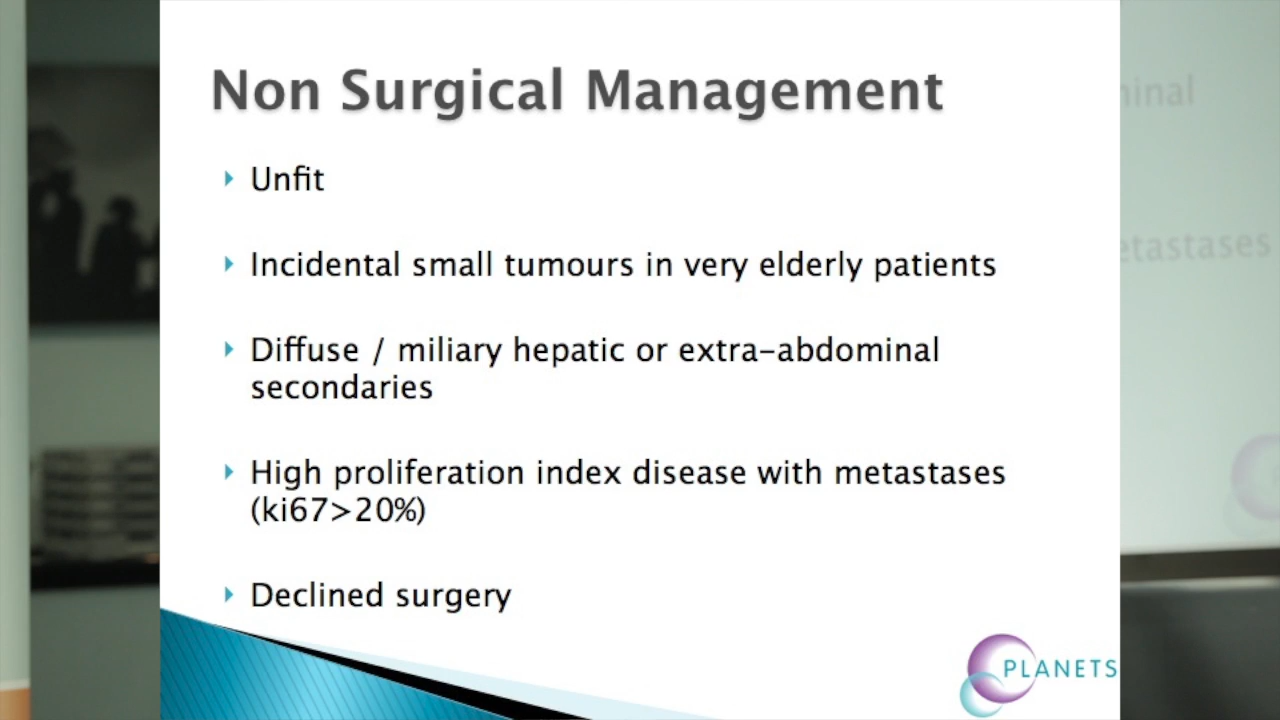 Non Surgical Management
Unfit
Incidental small tumours in very elderly patients
Diffuse / miliary hepatic or extra-abdominal
secondaries
High proliferation index disease with metastases
(ki67>20%)
Declined surgery
PLANETS